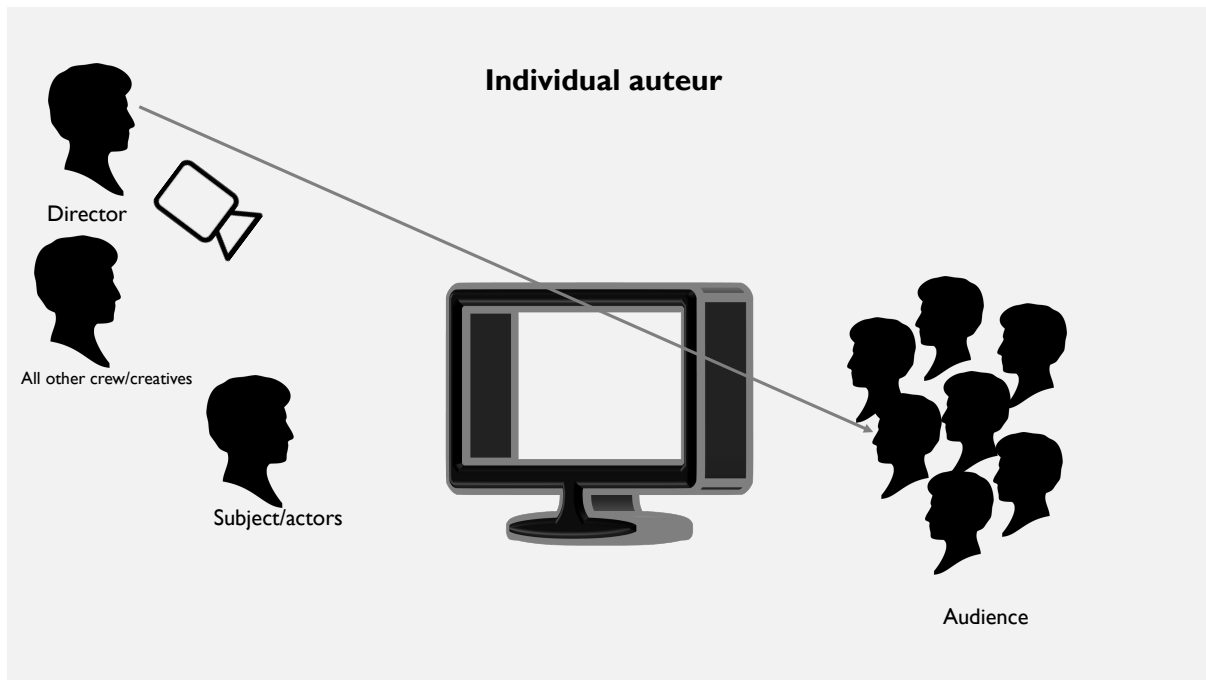 Individual auteur
Director
All other crew/creatives
Subject/actors
Audience